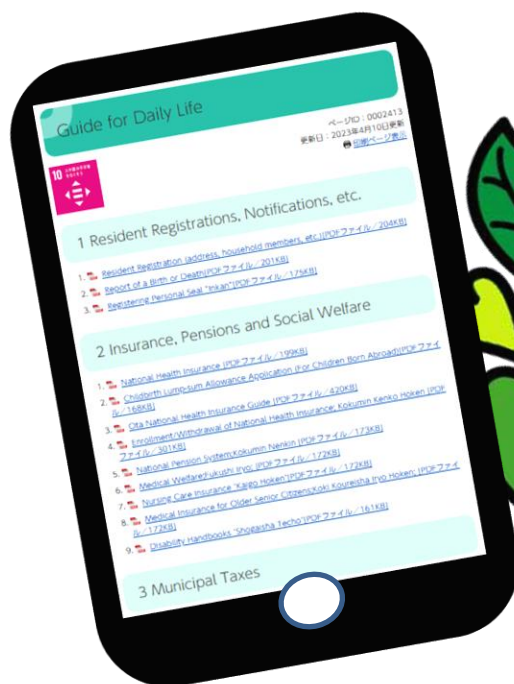 Guide for Daily Life
ページID：0002413
更新日：2023年4月10日更新
印刷ページ表示
10
1 Resident Registrations, Notifications, etc.
1. Resident Registration (address, household members, etc.)[PDFファイル／204KB]
2. Report of a Birth or Death[PDFファイル／201KB]
3. Registering Personal Seal "Inkan"[PDFファイル／175KB]
2 Insurance, Pensions and Social Welfare
1. National Health Insurance [PDFファイル／199KB]
2. Childbirth Lump-sum Allowance Application (For Children Born Abroad)[PDFファイ
ル／168KB]
3. Ota National Health Insurance Guide [PDFファイル／420KB]
4. Enrollment/Withdrawal of National Health Insurance; Kokumin Kenko Hoken [PDF
ファイル／301KB]
5. National Pension System;Kokumin Nenkin [PDFファイル／173KB]
6. Medical Welfare;Fukushi Iryo; [PDFファイル／172KB]
7. Nursing Care Insurance "Kaigo Hoken"[PDFファイル／172KB]
8. Medical Insurance for Older Senior Citizens;Koki Koureisha Iryo Hoken; [PDFファイ
ル／172KB]
9. Disability Handbooks "Shogaisha Techo"[PDFファイル／161KB]
3 Municipal Taxes